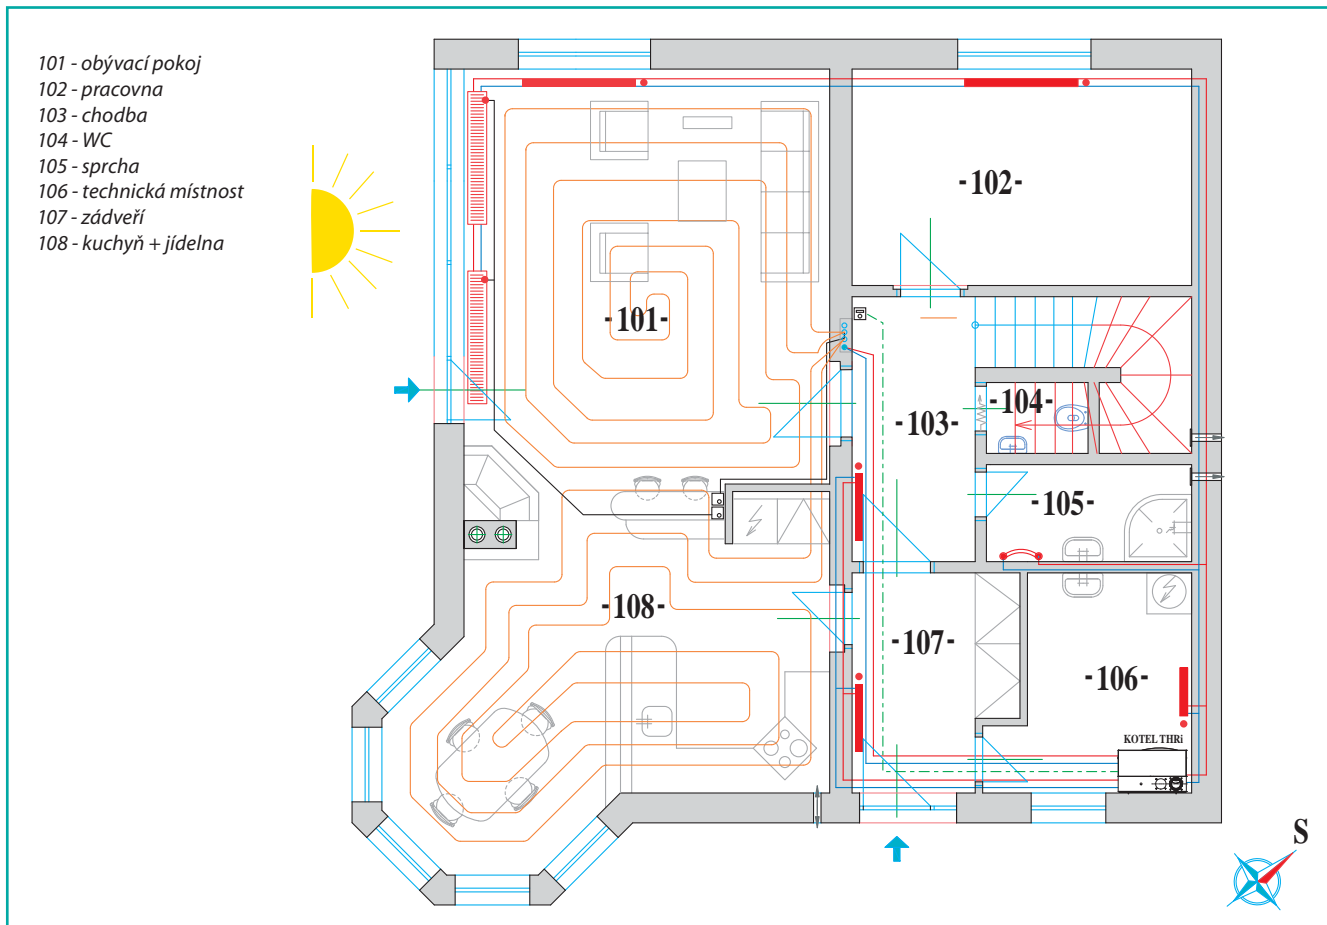 101 - obývací pokoj
102 - pracovna
103 - chodba
104 - WC
105 - sprcha
106 - technická místnost
107 - zádveří
108 - kuchyň + jídelna
-102-
-101-
-104-
-103-
-105-
-108-
-107-
-106-
KOTEL THRi
S